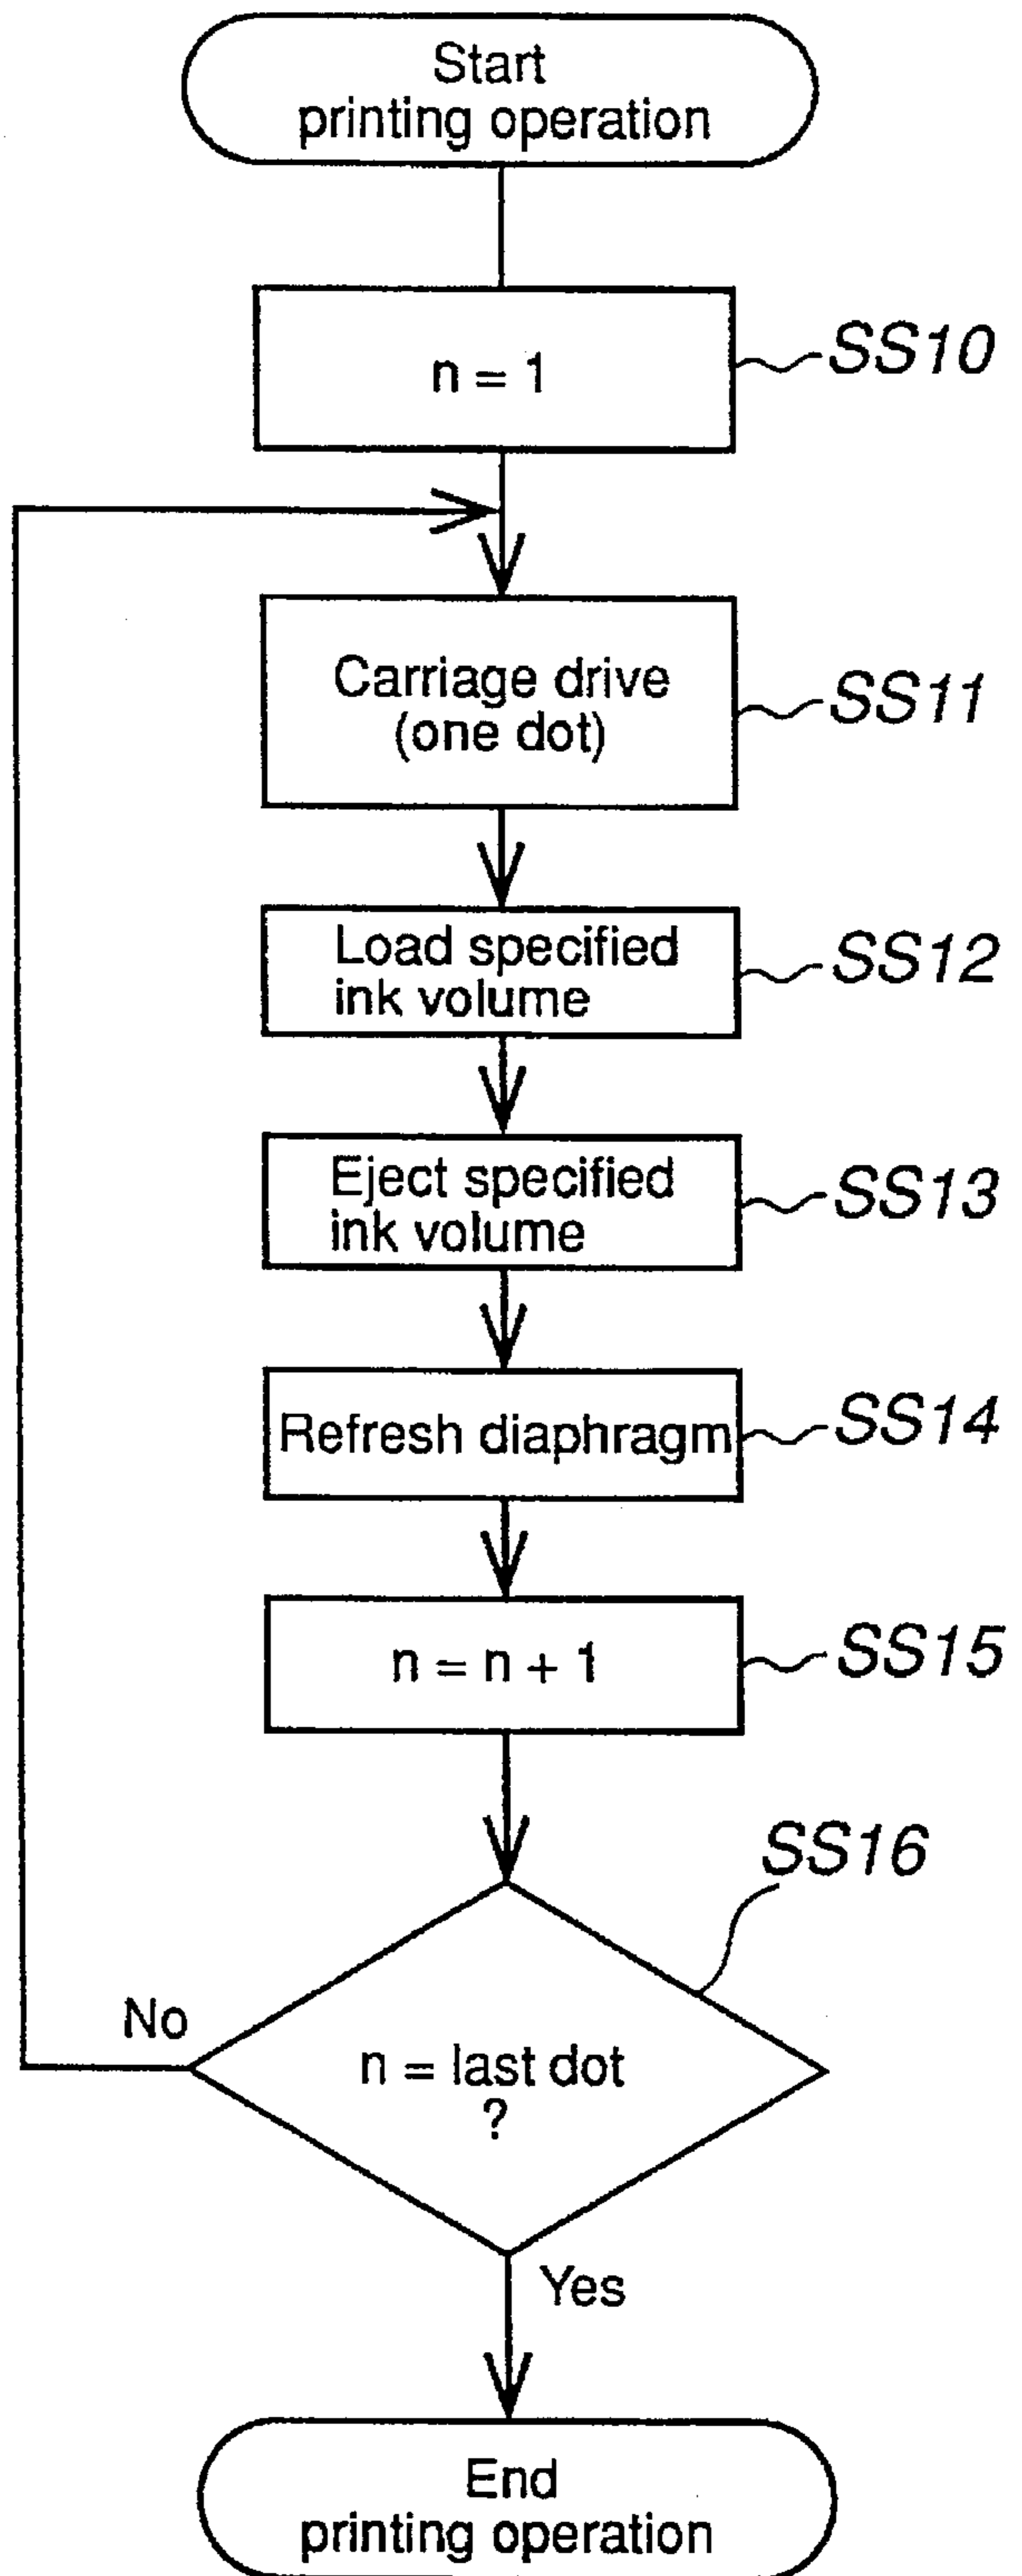 Start
printing operation
n = 1
SS10
Carriage drive
(one dot)
SS11
Load specified
ink volume
SS12
Eject specified
ink volume
SS13
Refresh diaphragm
SS14
n = n + 1
SS15
SS16
No
n = last dot
?
Yes
End
printing operation